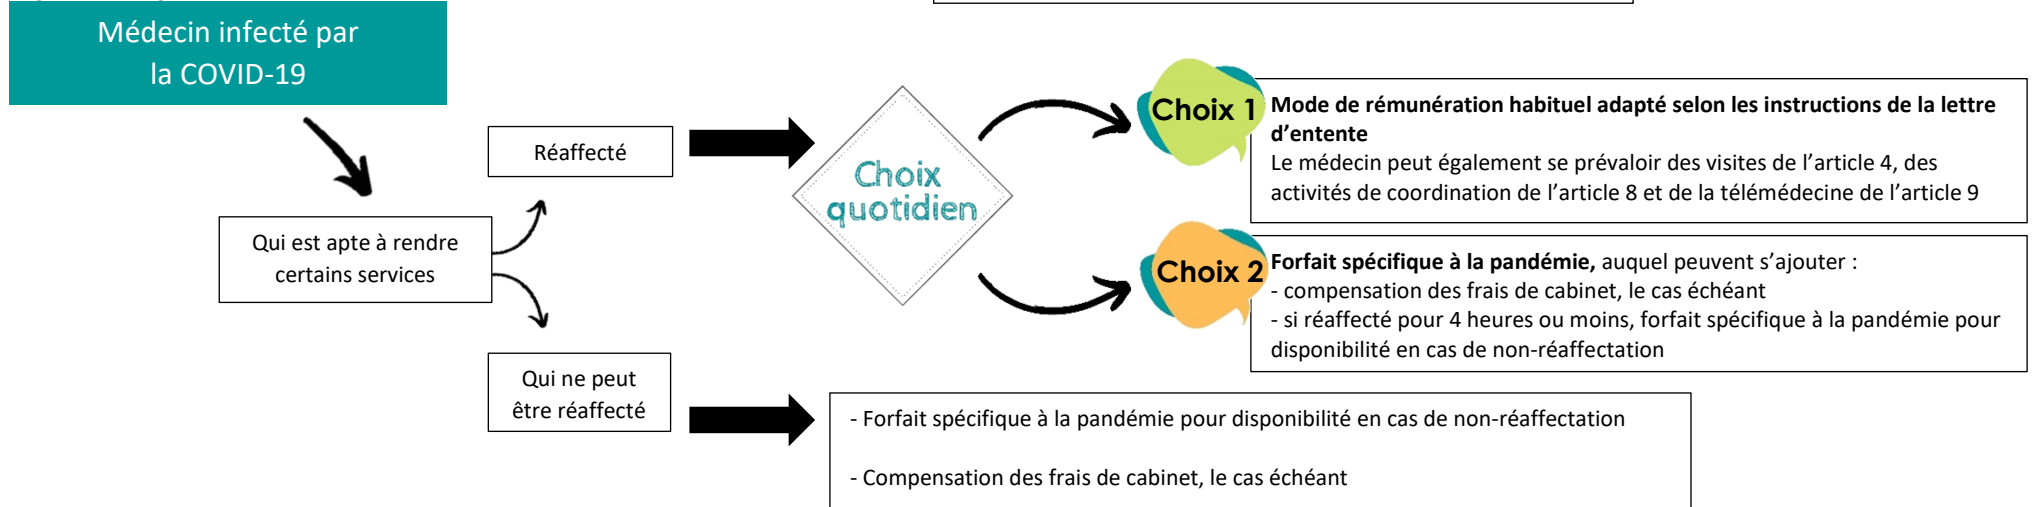 Médecin infecté par
la COVID-19
Qui est apte à rendre
certains services
Réaffecté
Choix
quotidien
Choix 1
Mode de rémunération habituel adapté selon les instructions de la lettre
d’entente
Le médecin peut également se prévaloir des visites de l’article 4, des
activités de coordination de l’article 8 et de la télémédecine de l’article 9
Choix 2
Forfait spécifique à la pandémie, auquel peuvent s’ajouter :
- compensation des frais de cabinet, le cas échéant
- si réaffecté pour 4 heures ou moins, forfait spécifique à la pandémie pour
disponibilité en cas de non-réaffectation
Qui ne peut
être réaffecté
- Forfait spécifique à la pandémie pour disponibilité en cas de non-réaffectation
- Compensation des frais de cabinet, le cas échéant